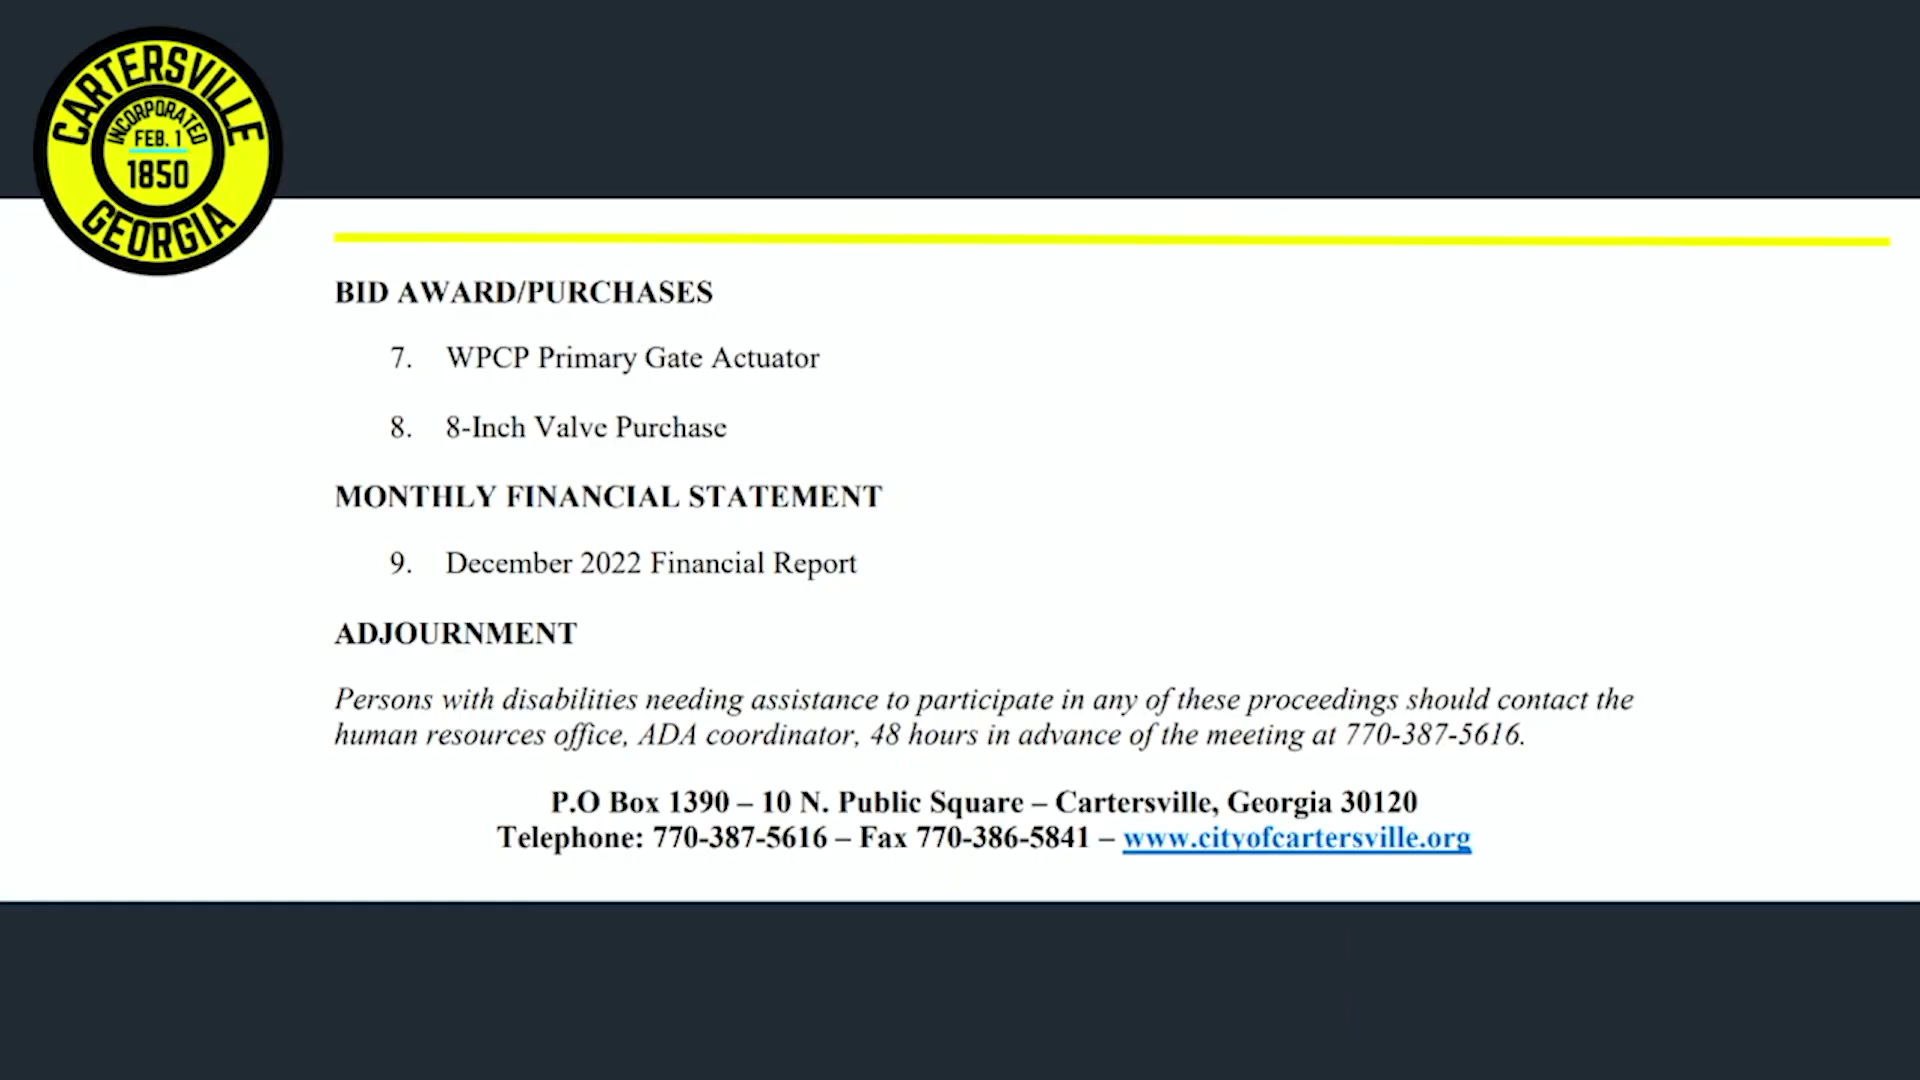 CARTERSVILLE
INCORPORATED
FEB. 1
1850
GEORGIA
BID AWARD/PURCHASES
7. WPCP Primary Gate Actuator
8. 8-Inch Valve Purchase
MONTHLY FINANCIAL STATEMENT
9. December 2022 Financial Report
ADJOURNMENT
Persons with disabilities needing assistance to participate in any of these proceedings should contact the
human resources office, ADA coordinator, 48 hours in advance of the meeting at 770-387-5616.
P.O Box 1390 – 10 N. Public Square – Cartersville, Georgia 30120
Telephone: 770-387-5616 – Fax 770-386-5841 – www.cityofcartersville.org